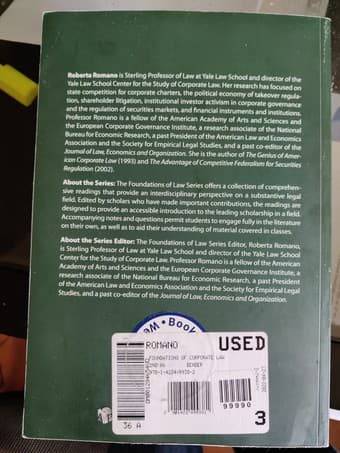 Roberta Romano is Sterling Professor of Law at Yale Law School and director of the
Yale Law School Center for the Study of Corporate Law. Her research has focused on
state competition for corporate charters, the political economy of takeover regula-
tion, shareholder litigation, institutional investor activism in corporate governance
and the regulation of securities markets, and financial instruments and institutions.
Professor Romano is a fellow of the American Academy of Arts and Sciences and
the European Corporate Governance Institute, a research associate of the National
Bureau for Economic Research, a past President of the American Law and Economics
Association and the Society for Empirical Legal Studies, and a past co-editor of the
Journal of Law, Economics and Organization. She is the author of The Genius of Amer-
ican Corporate Law (1993) and The Advantage of Competitive Federalism for Securities
Regulation (2002).
About the Series: The Foundations of Law Series offers a collection of comprehen-
sive readings that provide an interdisciplinary perspective on a substantive legal
field. Edited by scholars who have made important contributions, the readings are
designed to provide an accessible introduction to the leading scholarship in a field.
Accompanying notes and questions permit students to engage fully in the literature
on their own, as well as to aid their understanding of material covered in classes.
About the Series Editor: The Foundations of Law Series Editor, Roberta Romano,
is Sterling Professor of Law at Yale Law School and director of the Yale Law School
Center for the Study of Corporate Law. Professor Romano is a fellow of the American
Academy of Arts and Sciences and the European Corporate Governance Institute, a
research associate of the National Bureau for Economic Research, a past President
of the American Law and Economics Association and the Society for Empirical Legal
Studies, and a past co-editor of the Journal of Law, Economics and Organization.
Book
ROMANO
USED
FOUNDATIONS OF CORPORATE LAW
2ND 06 BENDER
978-1-4224-9938-2
99990
36 A
3